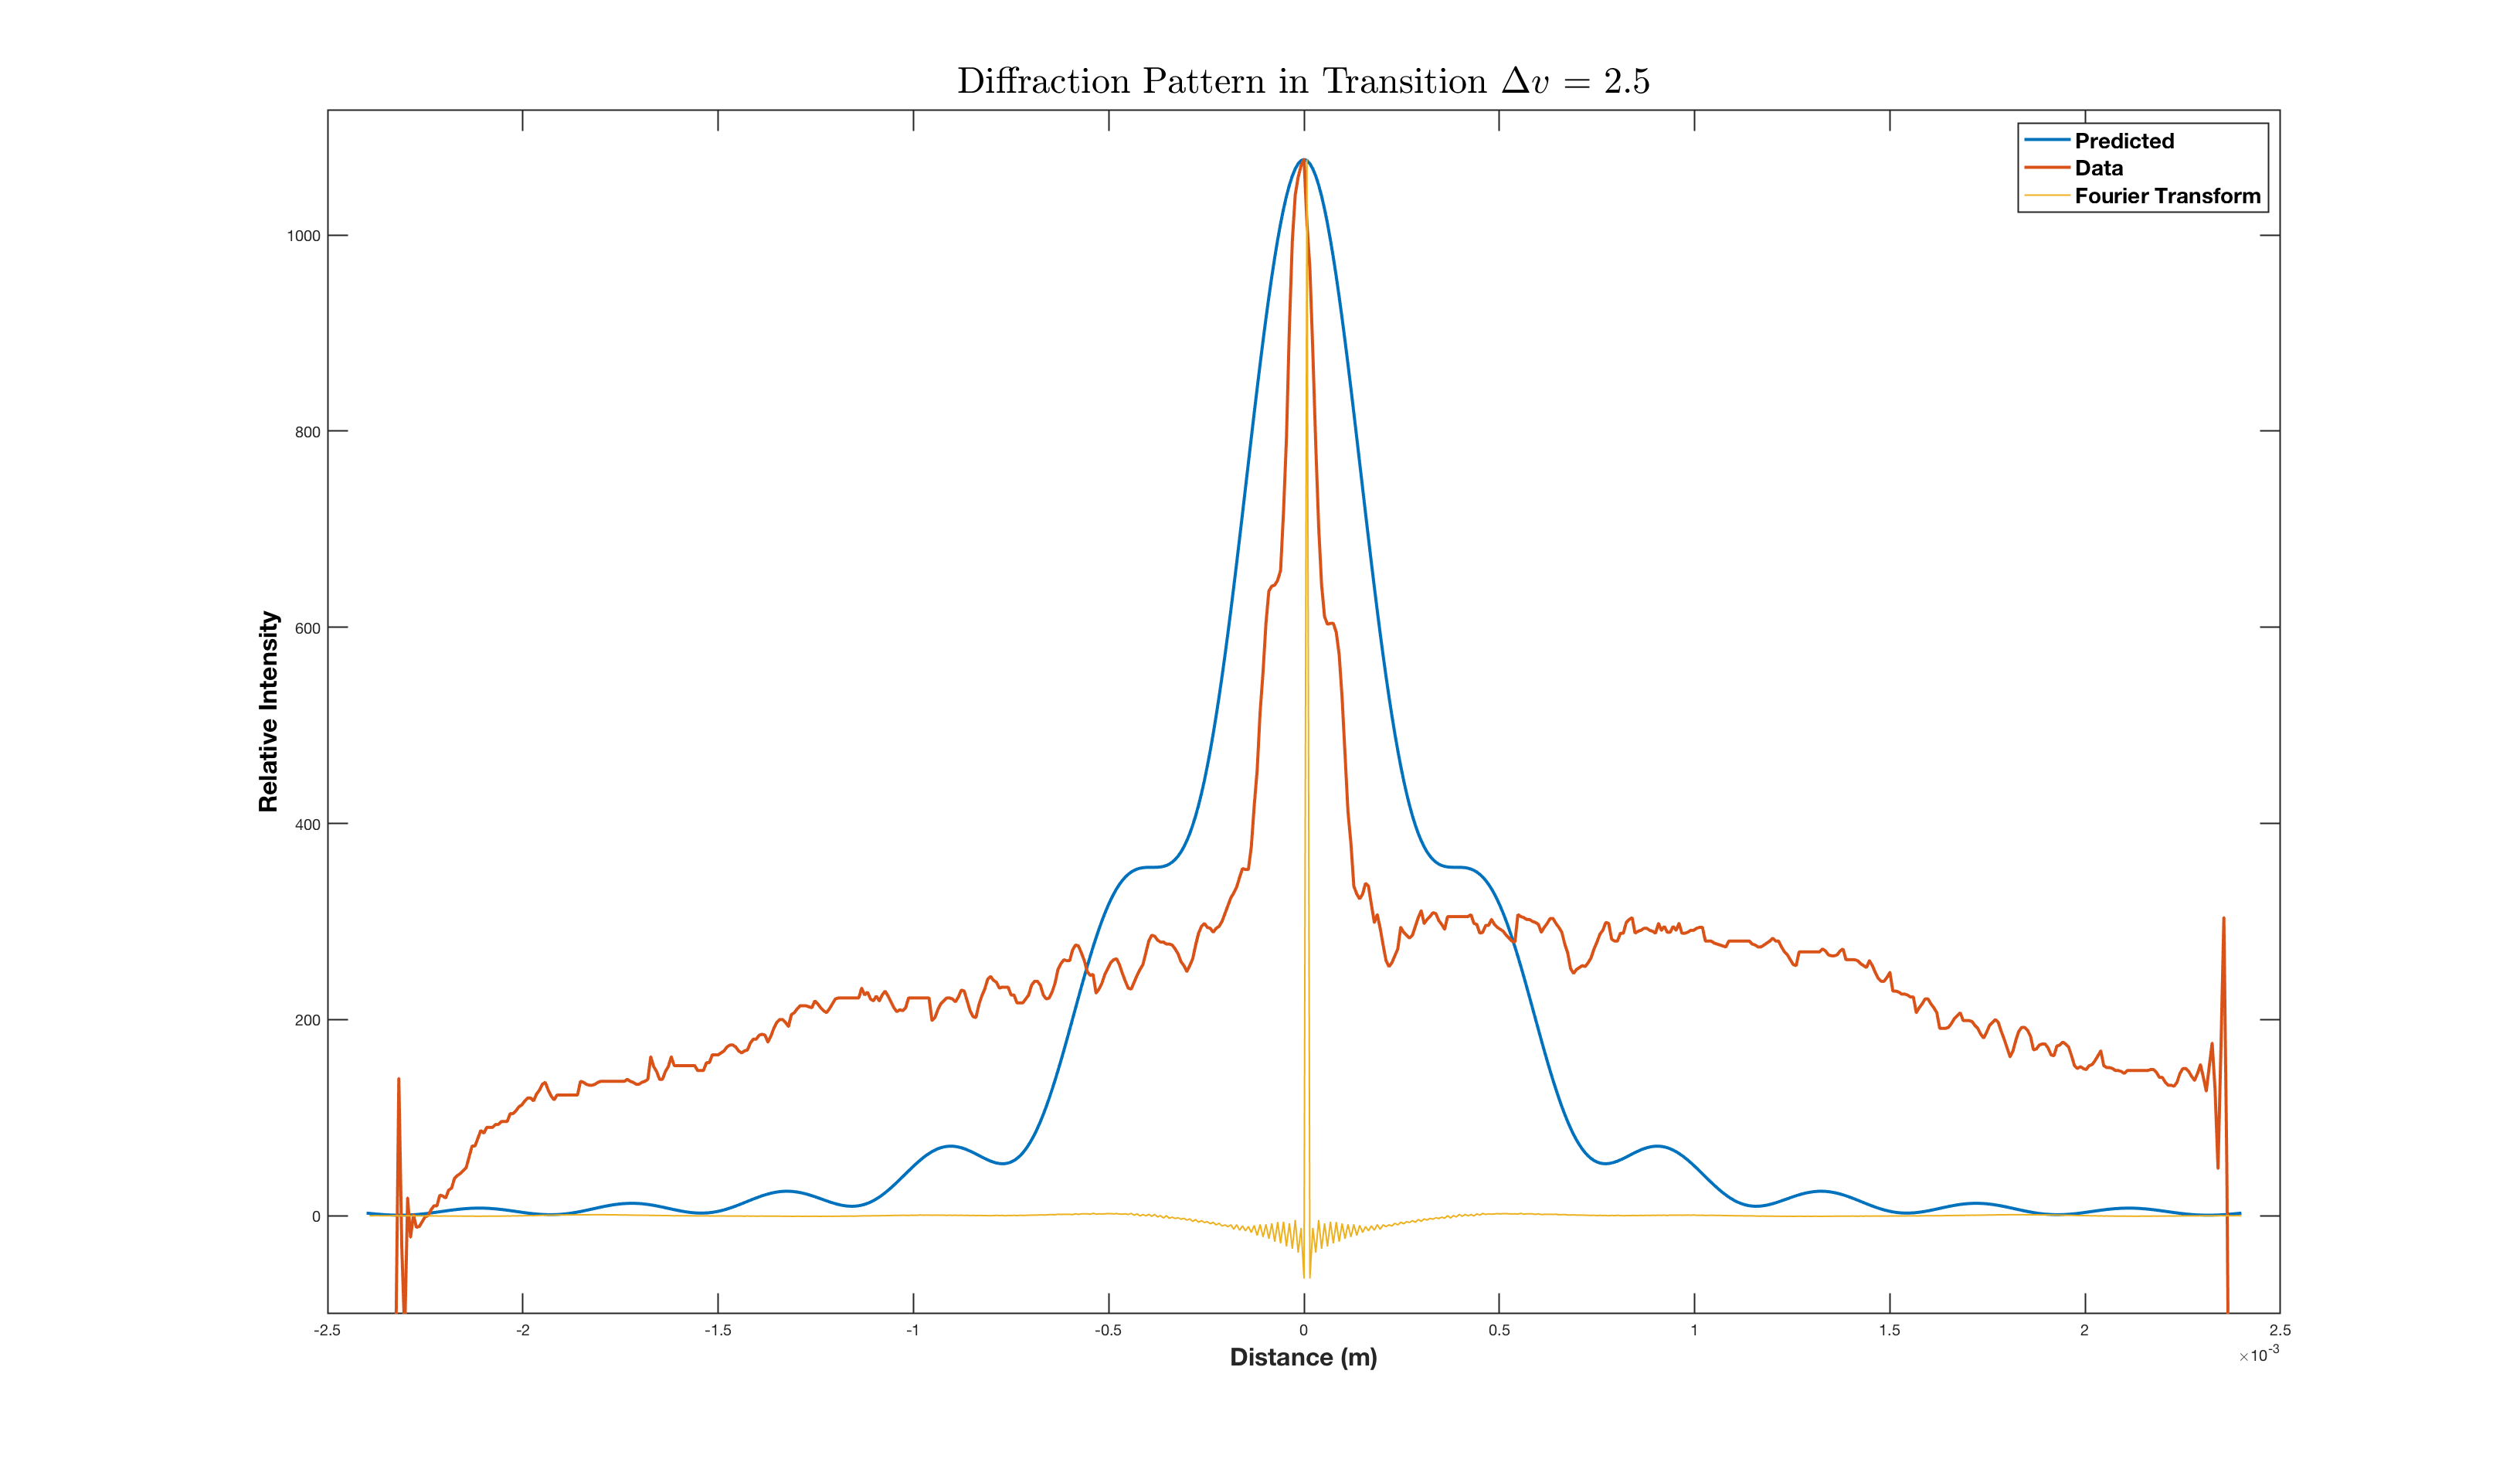 Diffraction Pattern in Transition Δv = 2.5
Predicted
Data
Fourier Transform
1000
800
600
400
200
0
Relative Intensity
-2.5 -2 -1.5 -1 -0.5 0 0.5 1 1.5 2 2.5
Distance (m)
×10-3